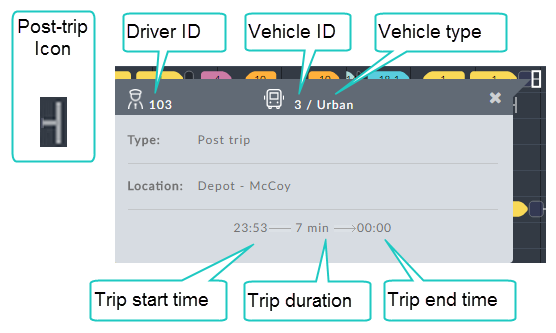 Post-trip
Icon
Driver ID
Vehicle ID
Vehicle type
103
3 / Urban
Type: Post trip
Location: Depot - McCoy
23:53 7 min 00:00
Trip start time
Trip duration
Trip end time